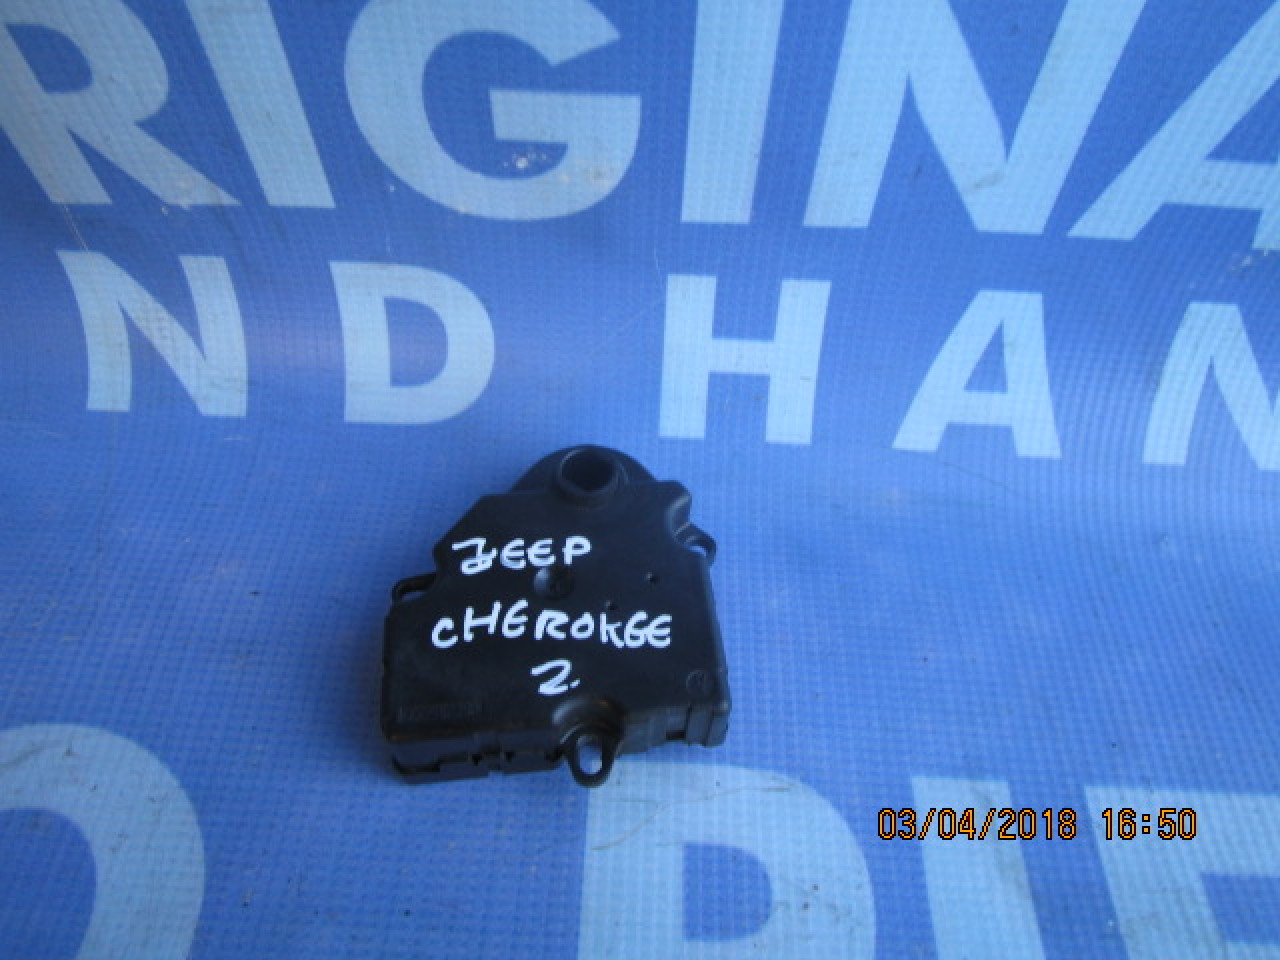 RIGINA
ND HAN
JEEP
CHEROKEE
2.
03/04/2018 16:50